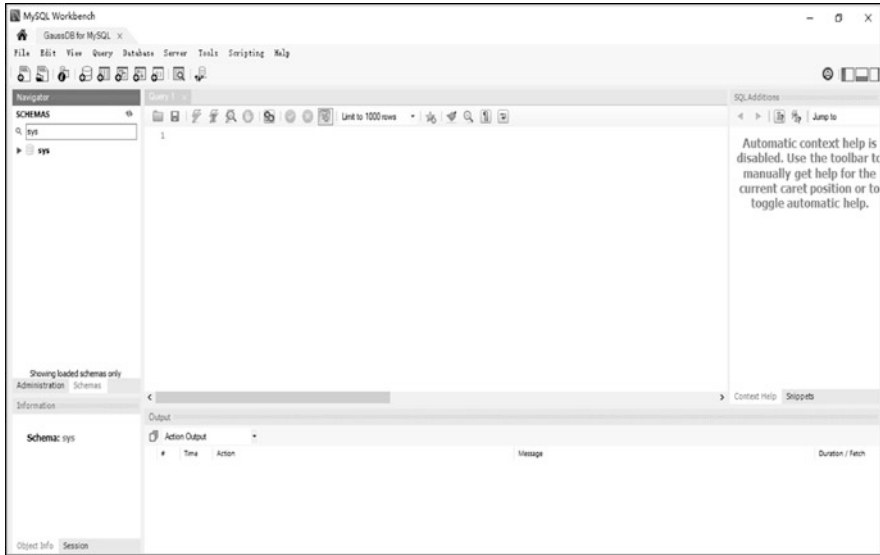 MySQL Workbench
GaussDB for MySQL ×
File Edit View Query Database Server Tools Scripting Help
Navigator
SCHEMAS
sys
sys
Showing loaded schemas only
Administration Schemas
Information
Schema: sys
Object Info Session
Query 1 ×
Limit to 1000 rows
1
Output
Action Output
# Time Action Message Duration / Fetch
SQLAdditions
Jump to
Automatic context help is
disabled. Use the toolbar to
manually get help for the
current caret position or to
toggle automatic help.
Context Help Snippets